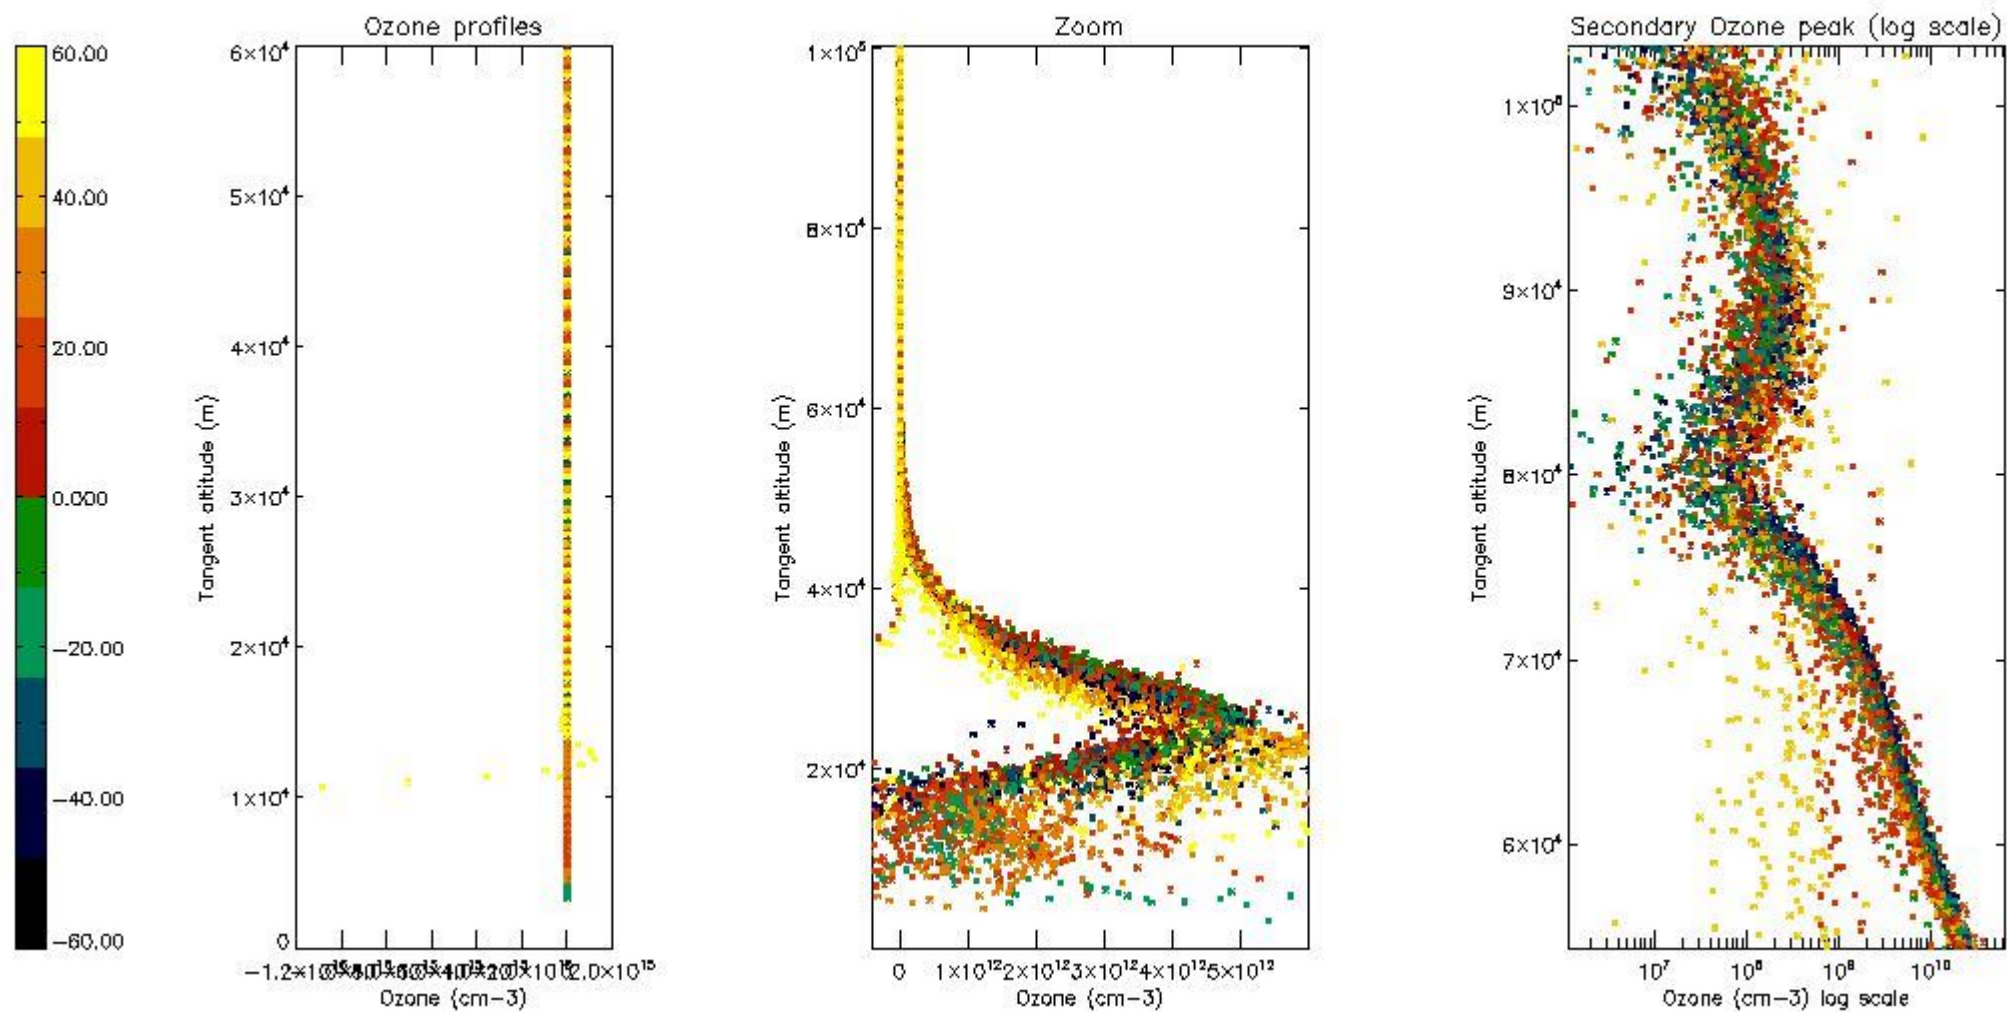 Ozone profiles
Zoom
Secondary Ozone peak (log scale)
60.00
40.00
20.00
0.000
−20.00
−40.00
−60.00
6×10⁴
5×10⁴
4×10⁴
3×10⁴
2×10⁴
1×10⁴
0
Tangent altitude (m)
2.0×10¹⁵
Ozone (cm−3)
1×10⁵
8×10⁴
6×10⁴
4×10⁴
2×10⁴
Tangent altitude (m)
0 1×10¹² 2×10¹² 3×10¹² 4×10¹² 5×10¹²
Ozone (cm−3)
9×10⁴
8×10⁴
7×10⁴
6×10⁴
Tangent altitude (m)
10⁷ 10⁸ 10⁹ 10¹⁰
Ozone (cm−3) log scale